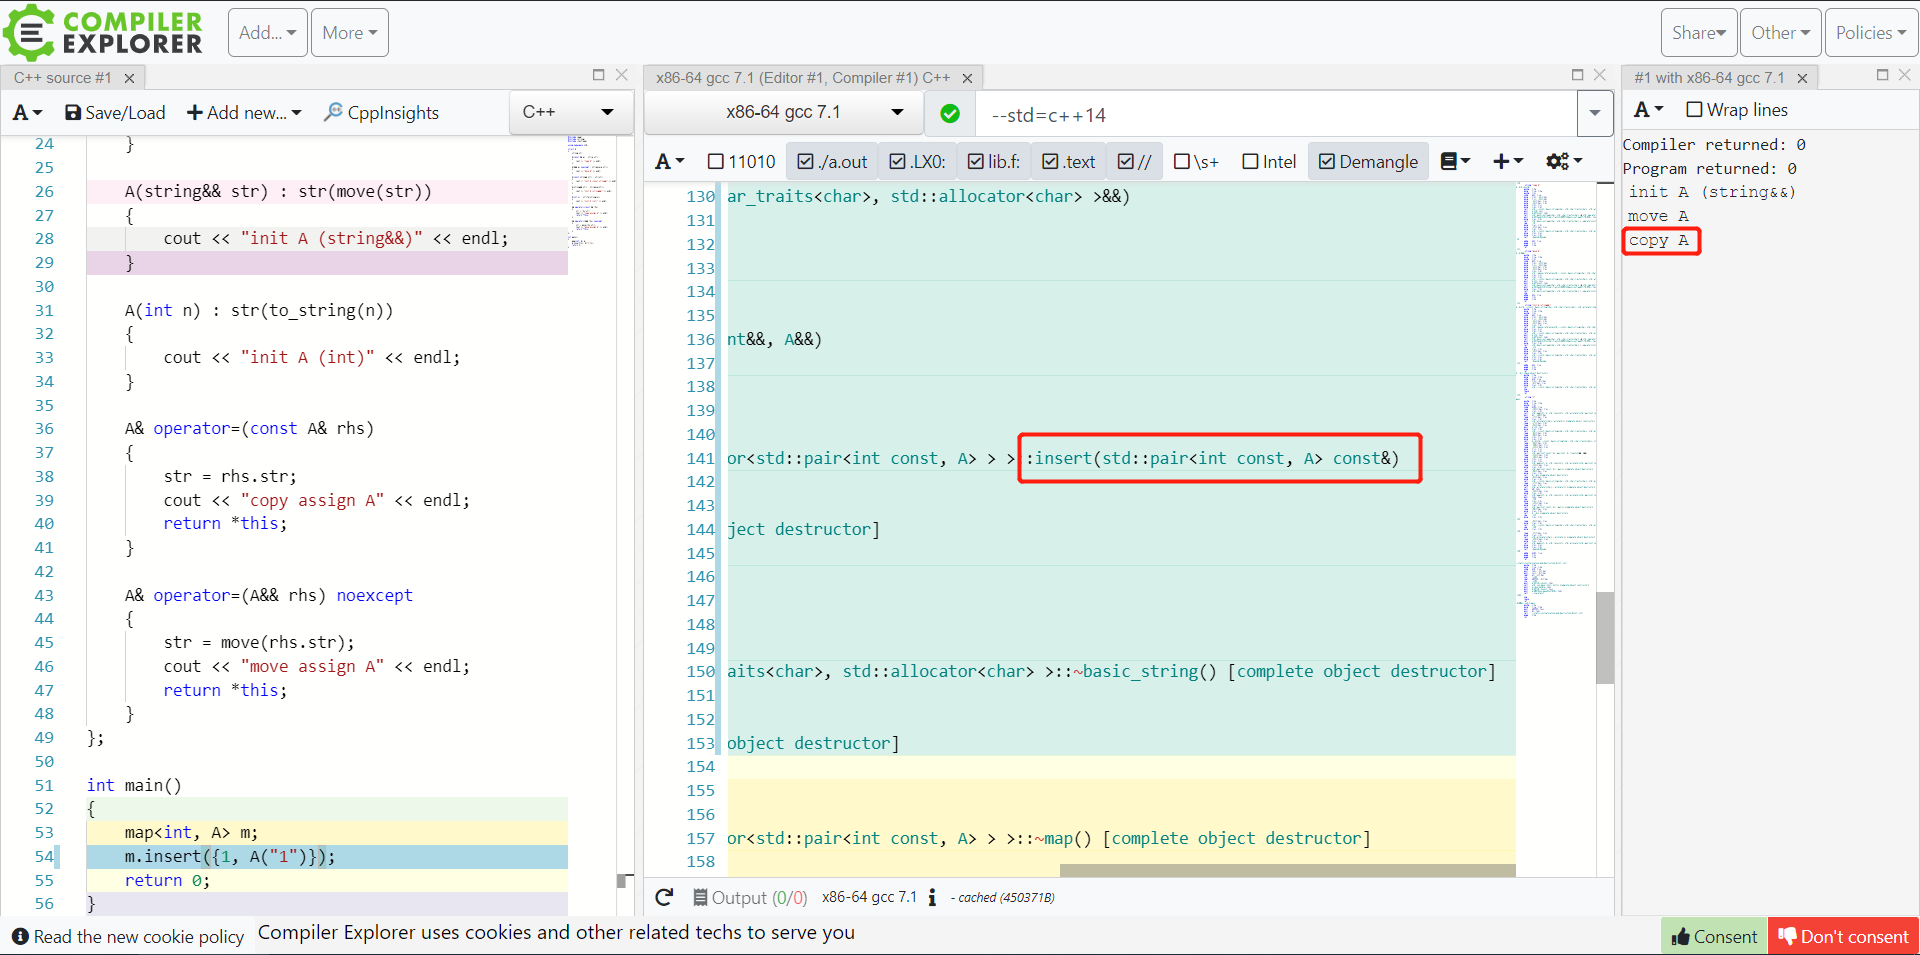 COMPILER
EXPLORER
Add...
More
Share
Other
Policies
C++ source #1
A
Save/Load
Add new...
CppInsights
C++
24 }
25
26 A(string&& str) : str(move(str))
27 {
28 cout << "init A (string&&)" << endl;
29 }
30
31 A(int n) : str(to_string(n))
32 {
33 cout << "init A (int)" << endl;
34 }
35
36 A& operator=(const A& rhs)
37 {
38 str = rhs.str;
39 cout << "copy assign A" << endl;
40 return *this;
41 }
42
43 A& operator=(A&& rhs) noexcept
44 {
45 str = move(rhs.str);
46 cout << "move assign A" << endl;
47 return *this;
48 }
49 };
50
51 int main()
52 {
53 map<int, A> m;
54 m.insert({1, A("1")});
55 return 0;
56 }
x86-64 gcc 7.1 (Editor #1, Compiler #1) C++
x86-64 gcc 7.1
--std=c++14
A
11010
./a.out
.LX0:
lib.f:
.text
//
\s+
Intel
Demangle
130 ar_traits<char>, std::allocator<char> >&&)
131
132
133
134
135
136 nt&&, A&&)
137
138
139
140
141 or<std::pair<int const, A> > > :insert(std::pair<int const, A> const&)
142
143
144 ject destructor]
145
146
147
148
149
150 aits<char>, std::allocator<char> >::~basic_string() [complete object destructor]
151
152
153 object destructor]
154
155
156
157 or<std::pair<int const, A> > >::~map() [complete object destructor]
158
Output (0/0)
x86-64 gcc 7.1
- cached (450371B)
#1 with x86-64 gcc 7.1
A
Wrap lines
Compiler returned: 0
Program returned: 0
init A (string&&)
move A
copy A
Read the new cookie policy
Compiler Explorer uses cookies and other related techs to serve you
Consent
Don't consent